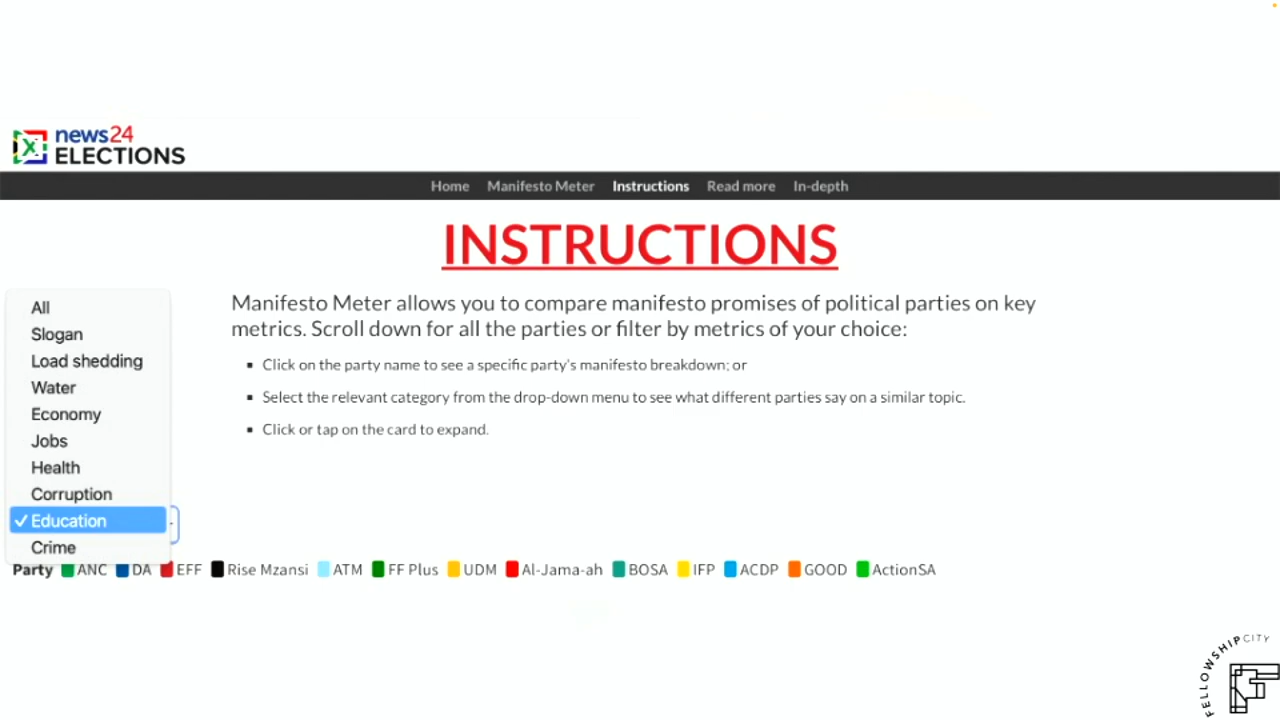 news24
ELECTIONS
Home Manifesto Meter Instructions Read more In-depth
INSTRUCTIONS
Manifesto Meter allows you to compare manifesto promises of political parties on key
metrics. Scroll down for all the parties or filter by metrics of your choice:
▪ Click on the party name to see a specific party's manifesto breakdown; or
▪ Select the relevant category from the drop-down menu to see what different parties say on a similar topic.
▪ Click or tap on the card to expand.
All
Slogan
Load shedding
Water
Economy
Jobs
Health
Corruption
✓ Education
Crime
Party ANC DA EFF Rise Mzansi ATM FF Plus UDM Al-Jama-ah BOSA IFP ACDP GOOD ActionSA
FELLOWSHIPCITY